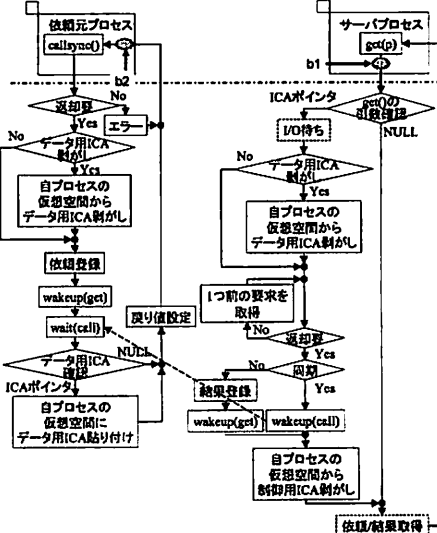 依頼元プロセス
callsync()
b2
返却要
No
Yes
エラー
データ用ICA
剥がし
No
Yes
自プロセスの
仮想空間から
データ用ICA剥がし
依頼登録
wakeup(get)
wait(call)
戻り値設定
データ用ICA
確認
NULL
ICAポインタ
自プロセスの
仮想空間に
データ用ICA貼り付け
サーバプロセス
get(p)
b1
ICAポインタ
get()の
引数確認
NULL
I/O待ち
No
データ用ICA
剥がし
Yes
自プロセスの
仮想空間から
データ用ICA剥がし
1つ前の要求を
取得
No
返却要
Yes
No
同期
Yes
結果登録
wakeup(get)
wakeup(call)
自プロセスの
仮想空間から
制御用ICA剥がし
依頼/結果取得